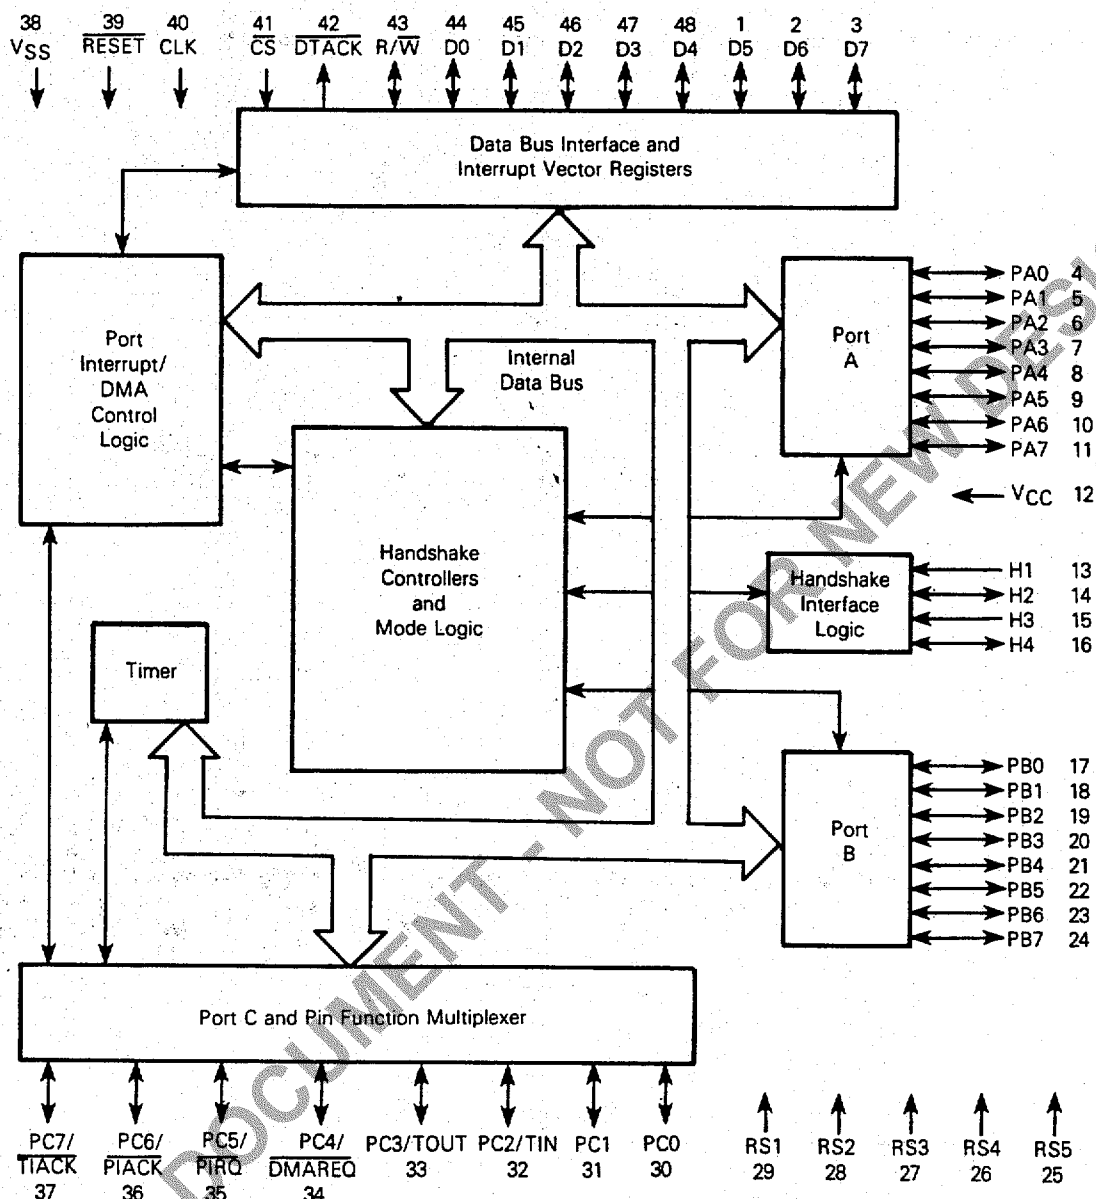 38 39 40 41 42 43 44 45 46 47 48 1 2 3
VSS RESET CLK CS DTACK R/W D0 D1 D2 D3 D4 D5 D6 D7
Data Bus Interface and
Interrupt Vector Registers
Port
Interrupt/
DMA
Control
Logic
Internal
Data Bus
Port
A
PA0 4
PA1 5
PA2 6
PA3 7
PA4 8
PA5 9
PA6 10
PA7 11
VCC 12
Handshake
Controllers
and
Mode Logic
Handshake
Interface
Logic
H1 13
H2 14
H3 15
H4 16
Timer
Port
B
PB0 17
PB1 18
PB2 19
PB3 20
PB4 21
PB5 22
PB6 23
PB7 24
Port C and Pin Function Multiplexer
PC7/ PC6/ PC5/ PC4/ PC3/TOUT PC2/TIN PC1 PC0
TIACK PIACK PIRQ DMAREQ 33 32 31 30
37 36 35 34
RS1 RS2 RS3 RS4 RS5
29 28 27 26 25
DOCUMENT - NOT FOR NEW DESI